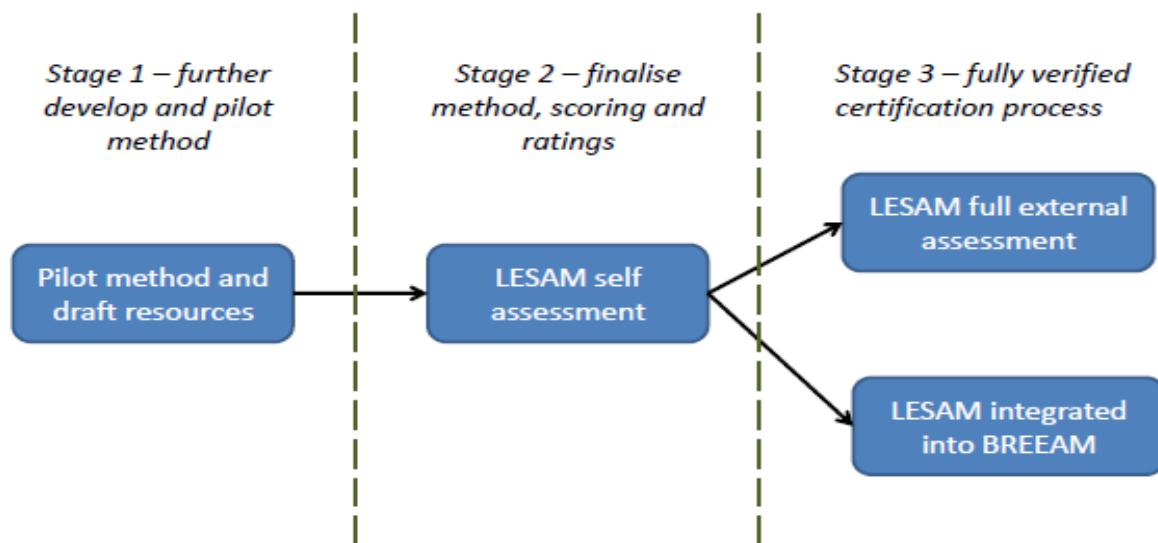 Stage 1 – further
develop and pilot
method
Stage 2 – finalise
method, scoring and
ratings
Stage 3 – fully verified
certification process
Pilot method and
draft resources
LESAM self
assessment
LESAM full external
assessment
LESAM integrated
into BREEAM